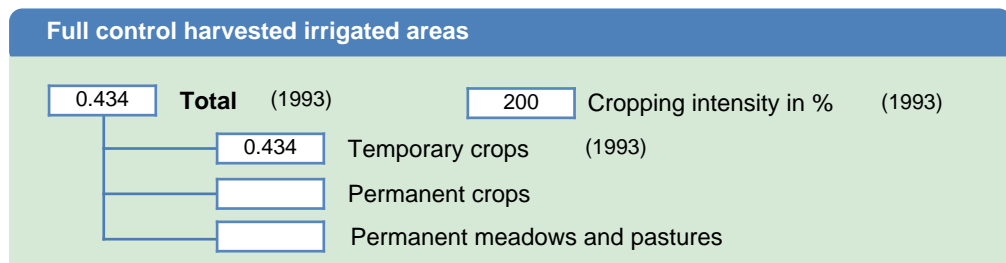 Full control harvested irrigated areas
0.434 Total (1993) 200 Cropping intensity in % (1993)
0.434 Temporary crops (1993)
Permanent crops
Permanent meadows and pastures